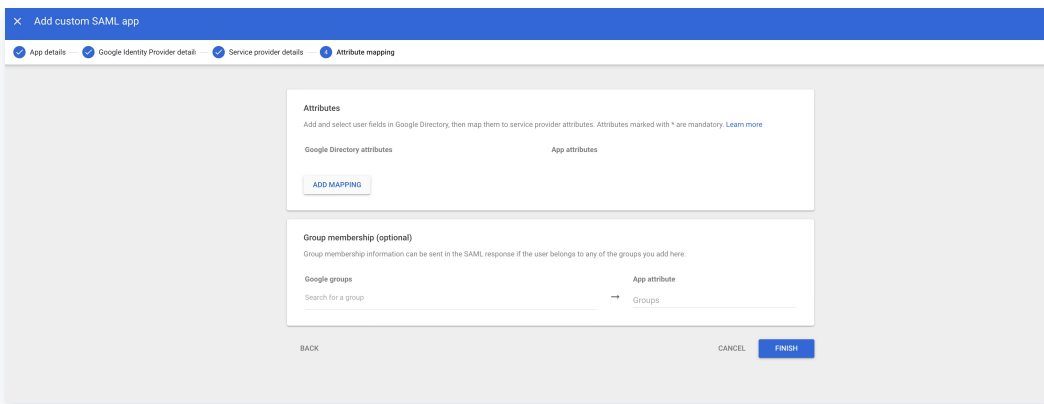 Add custom SAML app
App details
Google Identity Provider detail
Service provider details
4
Attribute mapping
Attributes
Add and select user fields in Google Directory, then map them to service provider attributes. Attributes marked with * are mandatory. Learn more
Google Directory attributes
App attributes
ADD MAPPING
Group membership (optional)
Group membership information can be sent in the SAML response if the user belongs to any of the groups you add here.
Google groups
App attribute
Search for a group
→
Groups
BACK
CANCEL
FINISH